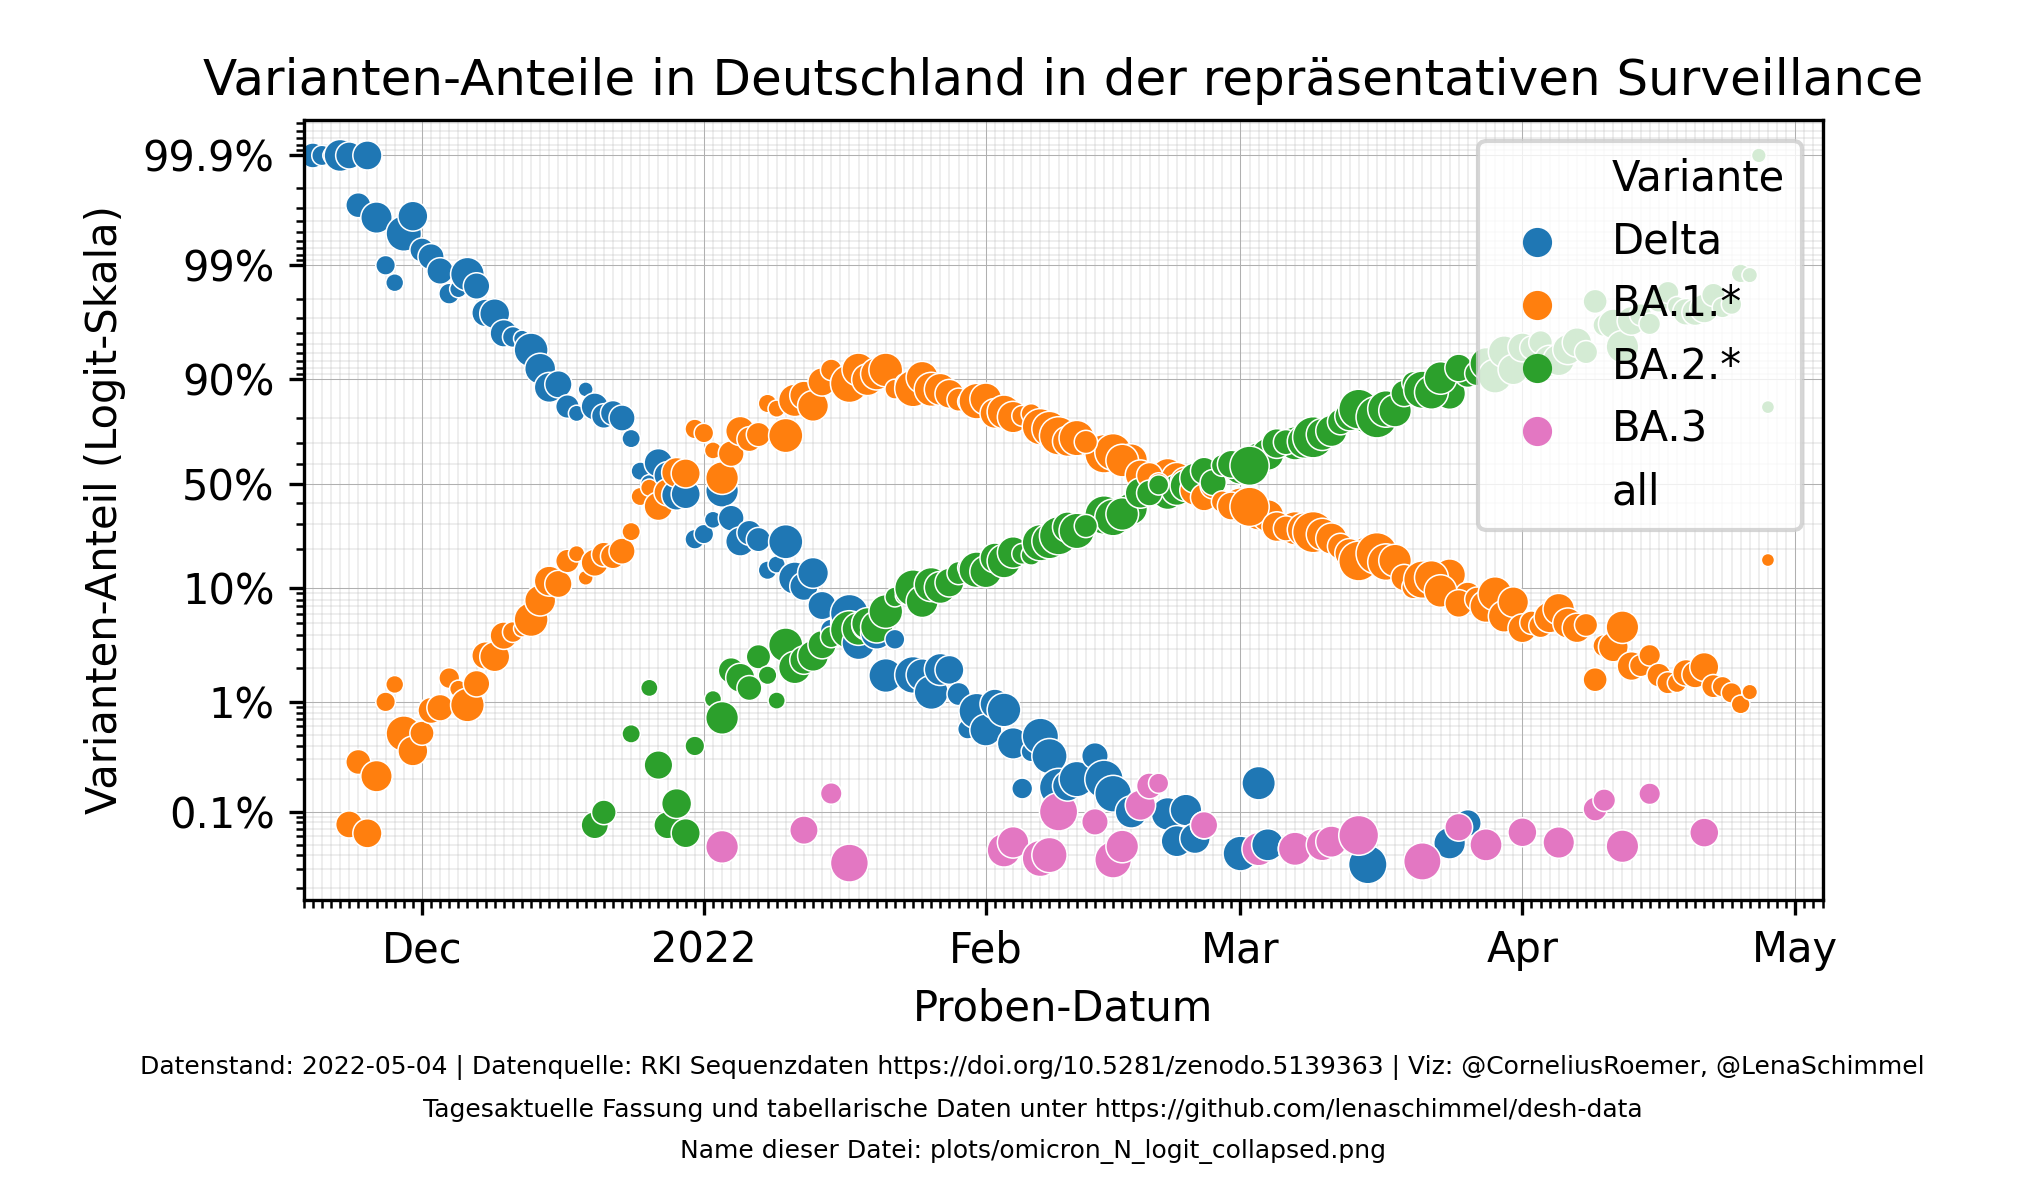 Varianten-Anteile in Deutschland in der repräsentativen Surveillance
Varianten-Anteil (Logit-Skala)
99.9%
99%
90%
50%
10%
1%
0.1%
Variante
Delta
BA.1.*
BA.2.*
BA.3
all
Dec 2022 Feb Mar Apr May
Proben-Datum
Datenstand: 2022-05-04 | Datenquelle: RKI Sequenzdaten https://doi.org/10.5281/zenodo.5139363 | Viz: @CorneliusRoemer, @LenaSchimmel
Tagesaktuelle Fassung und tabellarische Daten unter https://github.com/lenaschimmel/desh-data
Name dieser Datei: plots/omicron_N_logit_collapsed.png